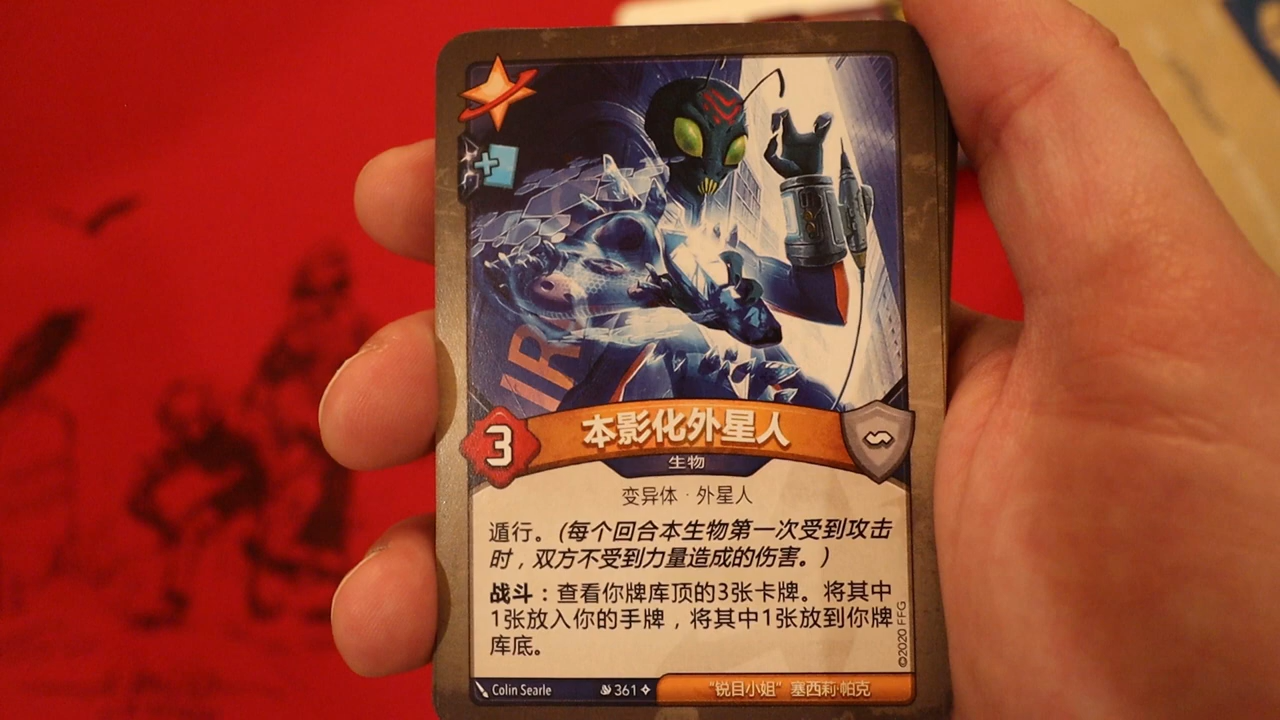 IR
3
本影化外星人
生物
变异体 · 外星人
遁行。(每个回合本生物第一次受到攻击
时，双方不受到力量造成的伤害。)
战斗：查看你牌库顶的3张卡牌。将其中
1张放入你的手牌，将其中1张放到你牌
库底。
©2020 FFG
Colin Searle
361
“锐目小姐” 塞西莉·帕克